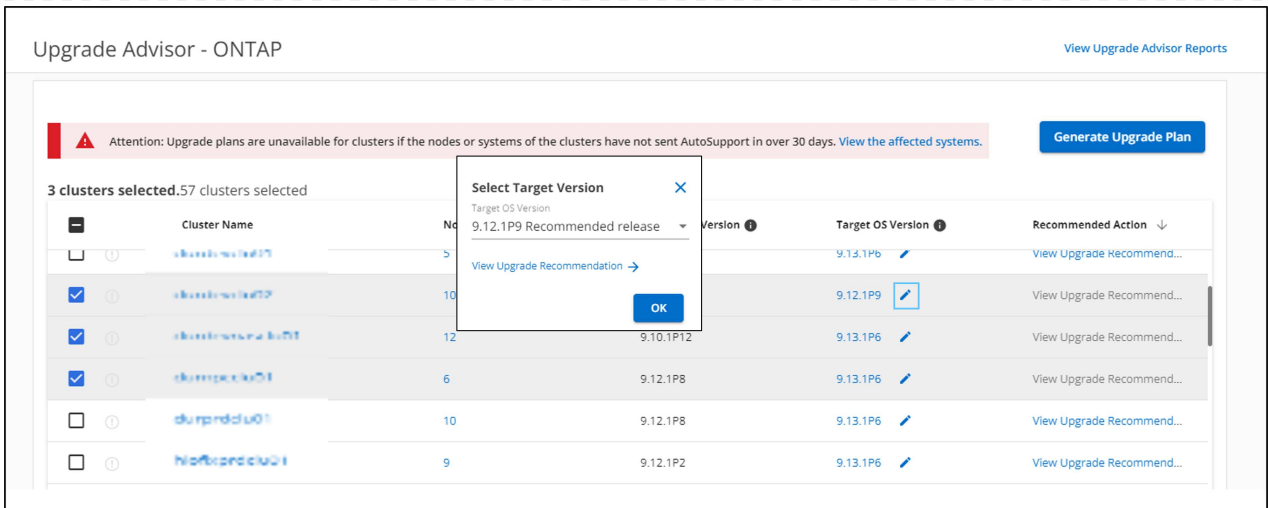 Upgrade Advisor - ONTAP
View Upgrade Advisor Reports
Attention: Upgrade plans are unavailable for clusters if the nodes or systems of the clusters have not sent AutoSupport in over 30 days. View the affected systems.
Generate Upgrade Plan
3 clusters selected.57 clusters selected
Select Target Version
Target OS Version
9.12.1P9 Recommended release
View Upgrade Recommendation
OK
Cluster Name
Version
Target OS Version
Recommended Action
5
9.13.1P6
View Upgrade Recommend...
10
9.12.1P9
View Upgrade Recommend...
12
9.10.1P12
9.13.1P6
View Upgrade Recommend...
6
9.12.1P8
9.13.1P6
View Upgrade Recommend...
10
9.12.1P8
9.13.1P6
View Upgrade Recommend...
9
9.12.1P2
9.13.1P6
View Upgrade Recommend...